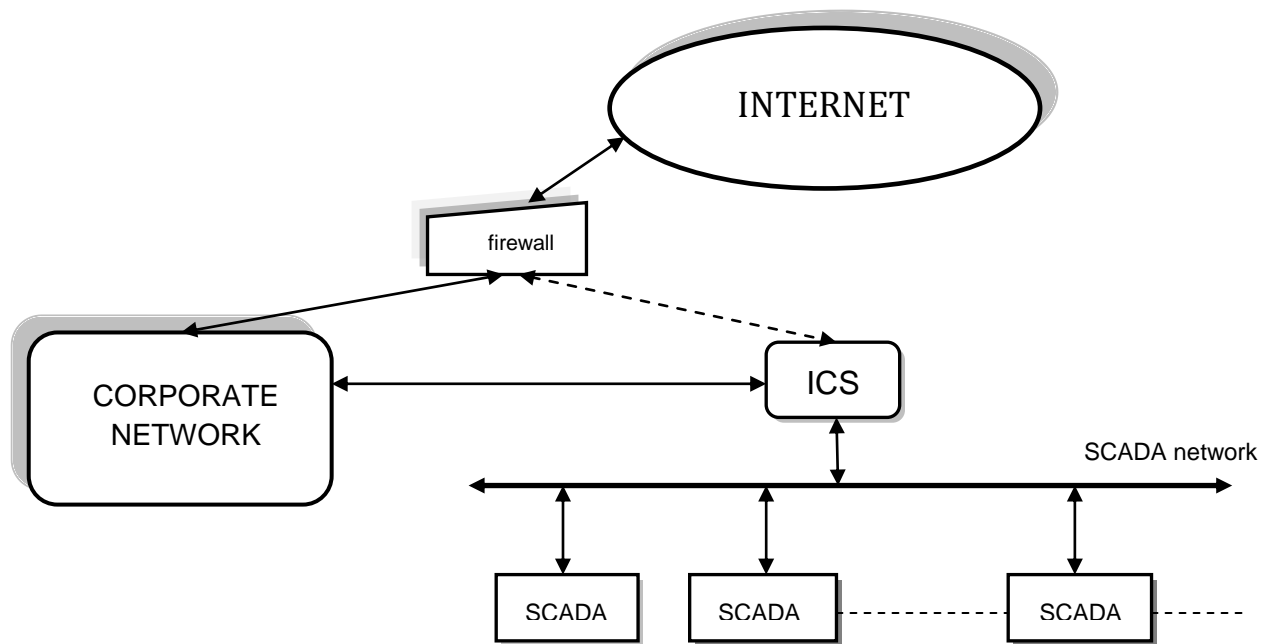 INTERNET
firewall
CORPORATE
NETWORK
ICS
SCADA network
SCADA
SCADA
SCADA